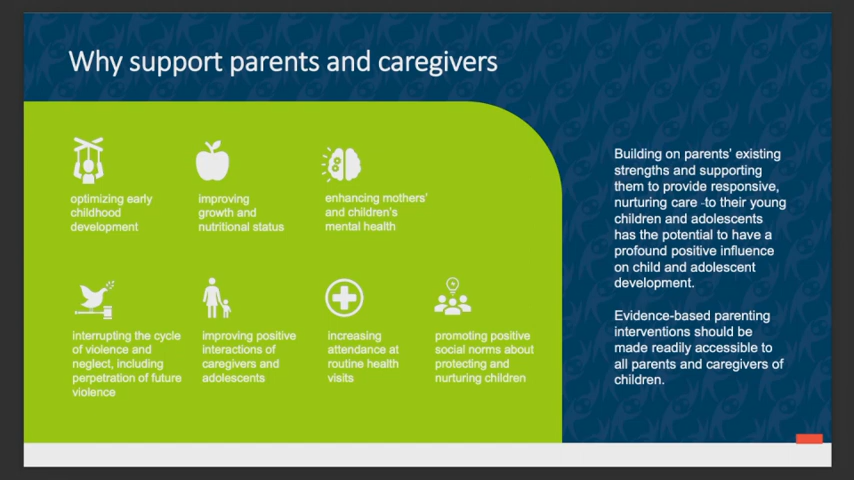 Why support parents and caregivers
optimizing early
childhood
development
improving
growth and
nutritional status
enhancing mothers'
and children's
mental health
interrupting the cycle
of violence and
neglect, including
perpetration of future
violence
improving positive
interactions of
caregivers and
adolescents
increasing
attendance at
routine health
visits
promoting positive
social norms about
protecting and
nurturing children
Building on parents' existing
strengths and supporting
them to provide responsive,
nurturing care -to their young
children and adolescents
has the potential to have a
profound positive influence
on child and adolescent
development.
Evidence-based parenting
interventions should be
made readily accessible to
all parents and caregivers of
children.